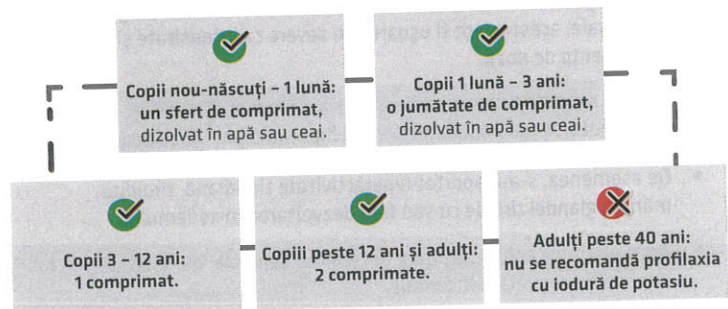 Copii nou-născuți – 1 lună:
un sfert de comprimat,
dizolvat în apă sau ceai.
Copii 1 lună – 3 ani:
o jumătate de comprimat,
dizolvat în apă sau ceai.
Copii 3 – 12 ani:
1 comprimat.
Copiii peste 12 ani și adulți:
2 comprimate.
Adulți peste 40 ani:
nu se recomandă profilaxia
cu iodură de potasiu.